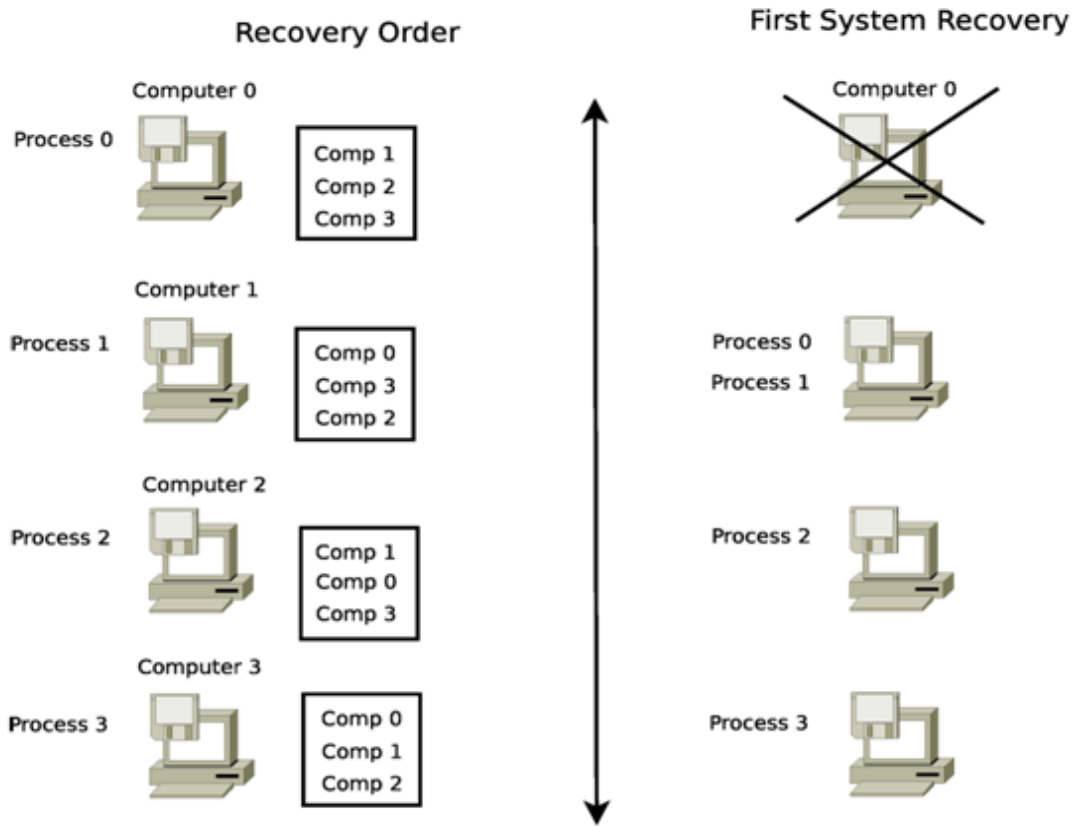 Recovery Order
Computer 0
Process 0
Comp 1
Comp 2
Comp 3
Computer 1
Process 1
Comp 0
Comp 3
Comp 2
Computer 2
Process 2
Comp 1
Comp 0
Comp 3
Computer 3
Process 3
Comp 0
Comp 1
Comp 2
First System Recovery
Computer 0
Process 0
Process 1
Process 2
Process 3